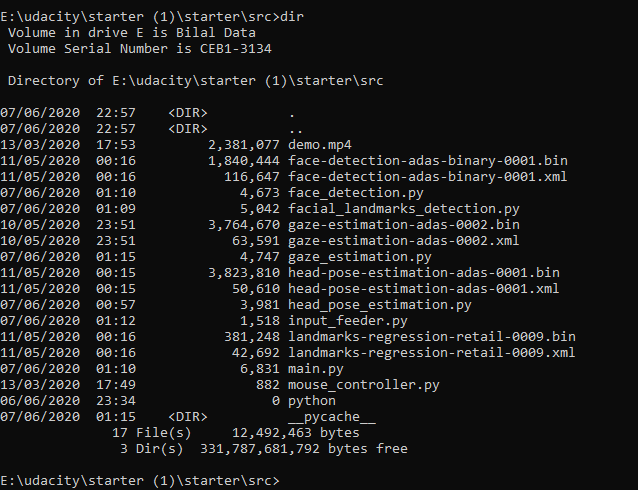 E:\udacity\starter (1)\starter\src>dir
 Volume in drive E is Bilal Data
 Volume Serial Number is CEB1-3134

 Directory of E:\udacity\starter (1)\starter\src

07/06/2020  22:57    <DIR>          .
07/06/2020  22:57    <DIR>          ..
13/03/2020  17:53         2,381,077 demo.mp4
11/05/2020  00:16         1,840,444 face-detection-adas-binary-0001.bin
11/05/2020  00:16           116,647 face-detection-adas-binary-0001.xml
07/06/2020  01:10             4,673 face_detection.py
07/06/2020  01:09             5,042 facial_landmarks_detection.py
10/05/2020  23:51         3,764,670 gaze-estimation-adas-0002.bin
10/05/2020  23:51            63,591 gaze-estimation-adas-0002.xml
07/06/2020  01:15             4,747 gaze_estimation.py
11/05/2020  00:15         3,823,810 head-pose-estimation-adas-0001.bin
11/05/2020  00:15            50,610 head-pose-estimation-adas-0001.xml
07/06/2020  00:57             3,981 head_pose_estimation.py
07/06/2020  01:12             1,518 input_feeder.py
11/05/2020  00:16           381,248 landmarks-regression-retail-0009.bin
11/05/2020  00:16            42,692 landmarks-regression-retail-0009.xml
07/06/2020  01:10             6,831 main.py
13/03/2020  17:49               882 mouse_controller.py
06/06/2020  23:34                 0 python
07/06/2020  01:15    <DIR>          __pycache__
              17 File(s)     12,492,463 bytes
               3 Dir(s)  331,787,681,792 bytes free

E:\udacity\starter (1)\starter\src>